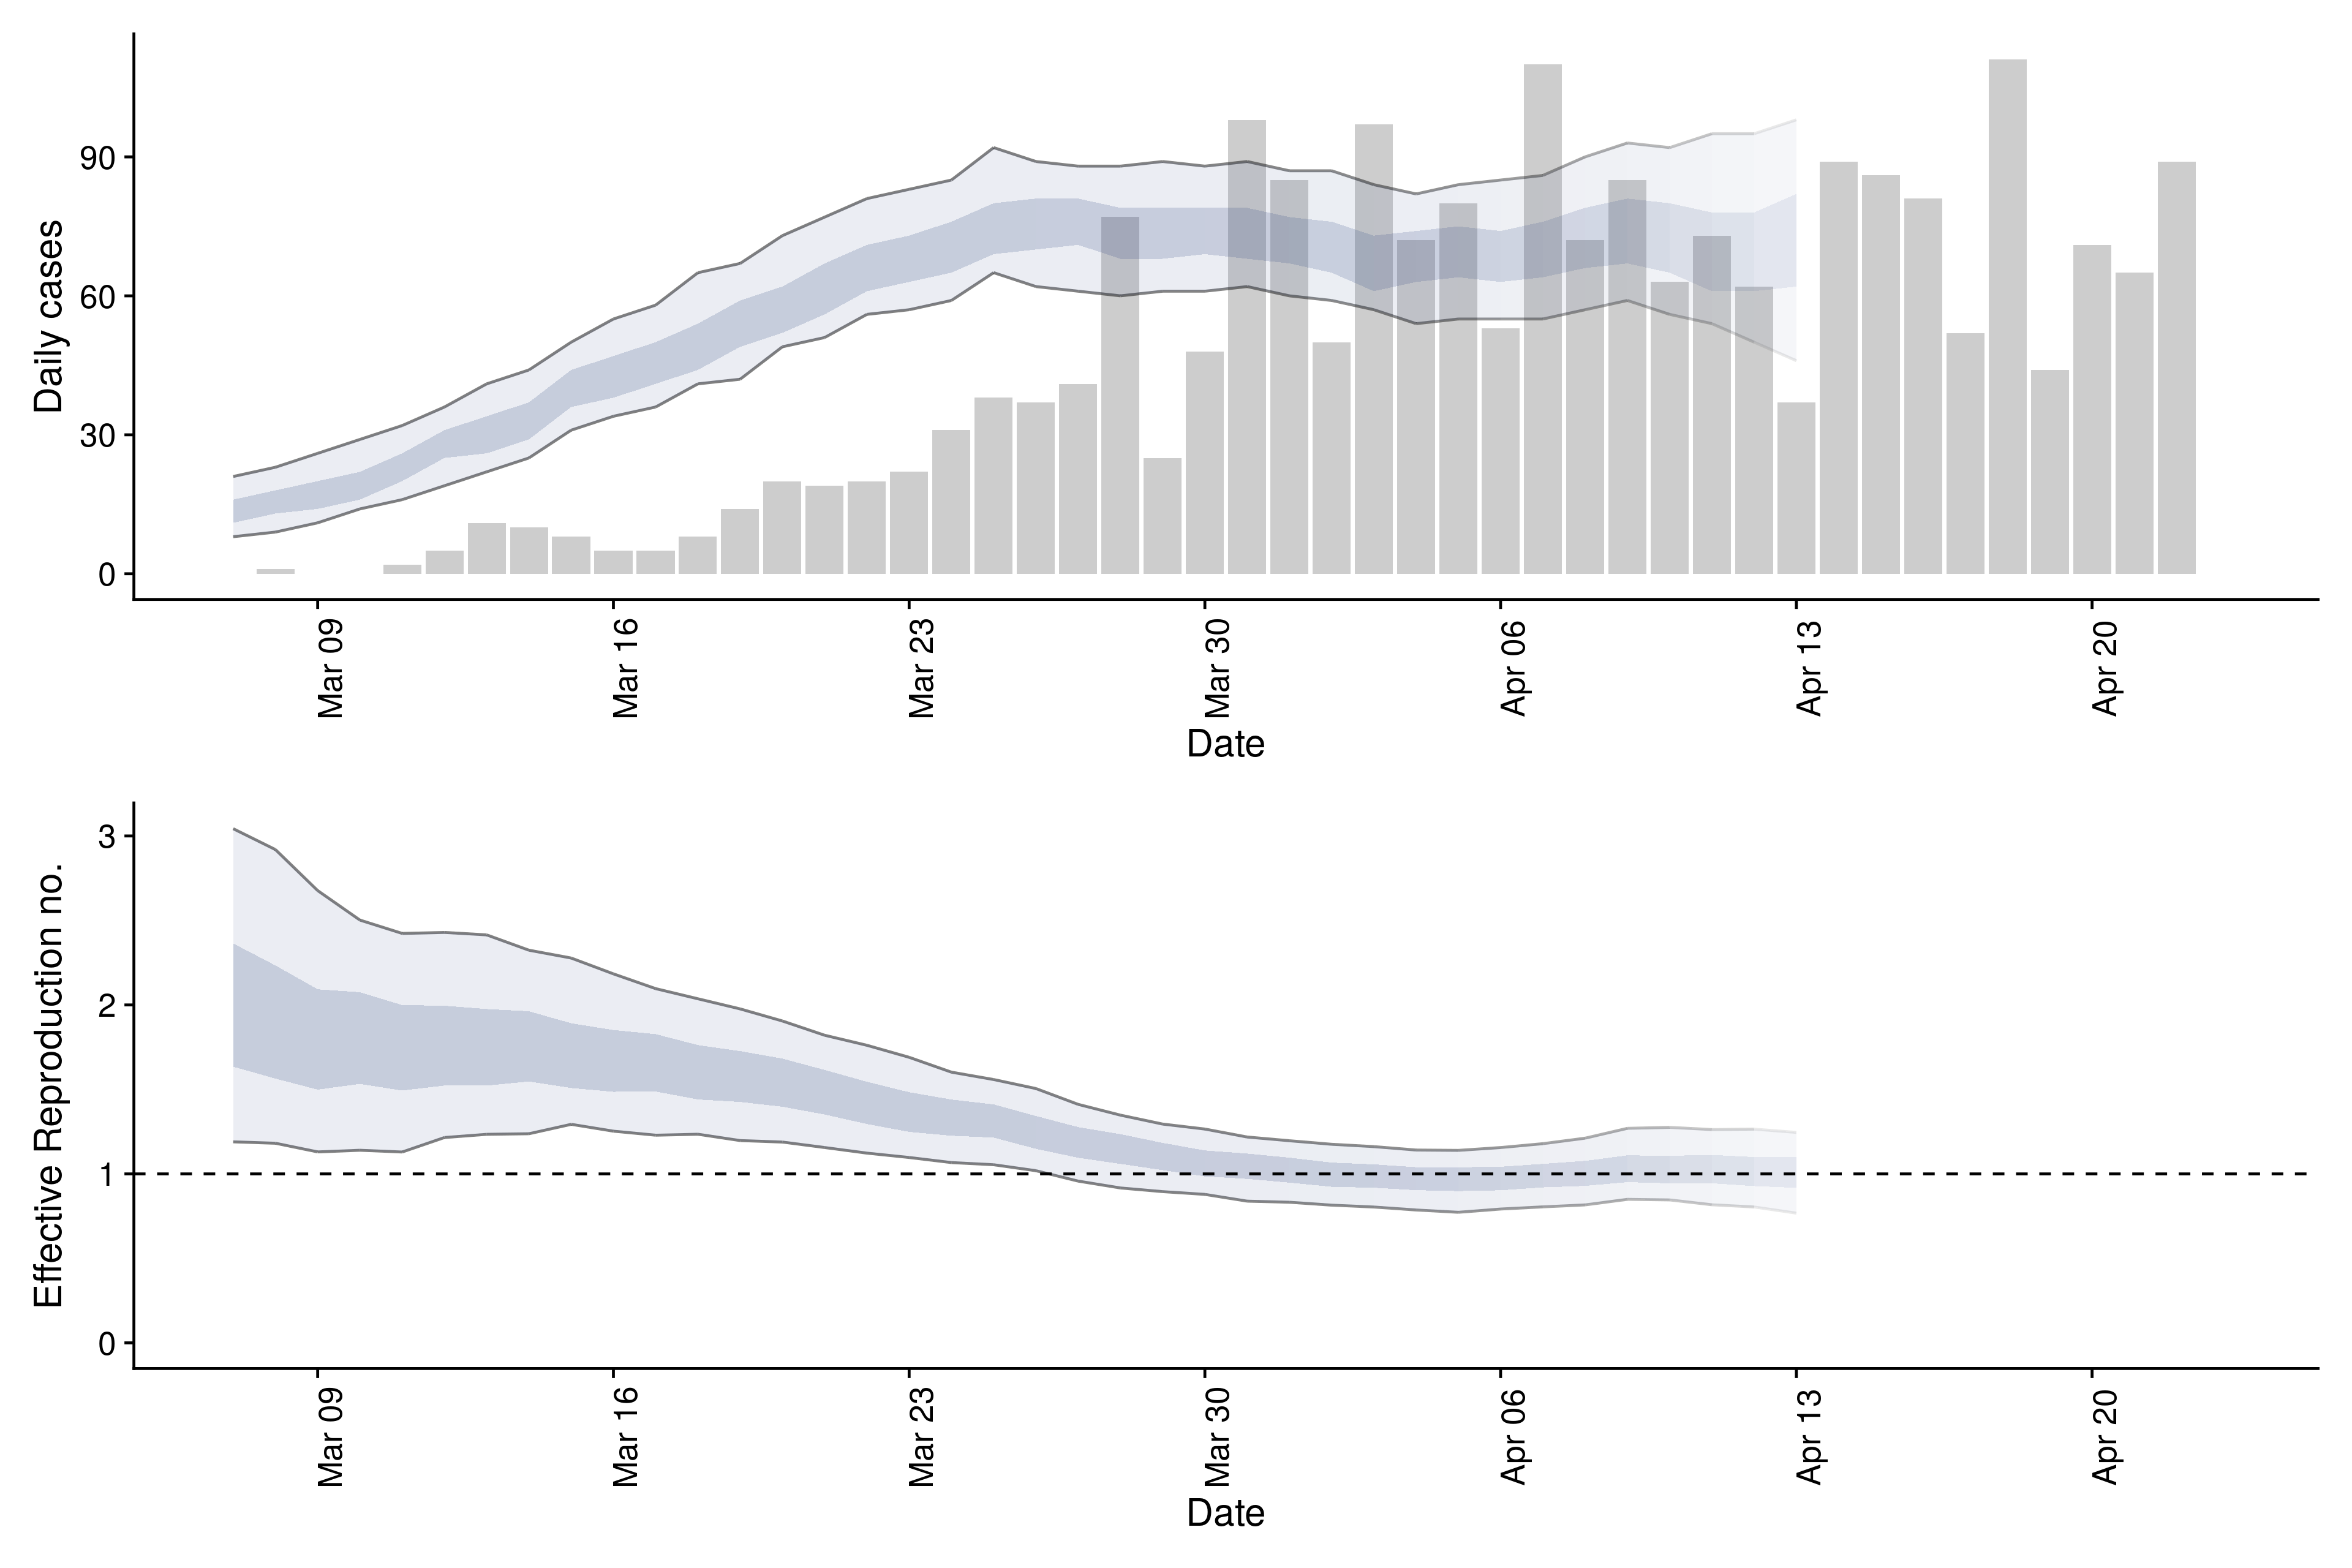 Daily cases
90
60
30
0
Mar 09
Mar 16
Mar 23
Mar 30
Apr 06
Apr 13
Apr 20
Date
Effective Reproduction no.
3
2
1
0
Mar 09
Mar 16
Mar 23
Mar 30
Apr 06
Apr 13
Apr 20
Date